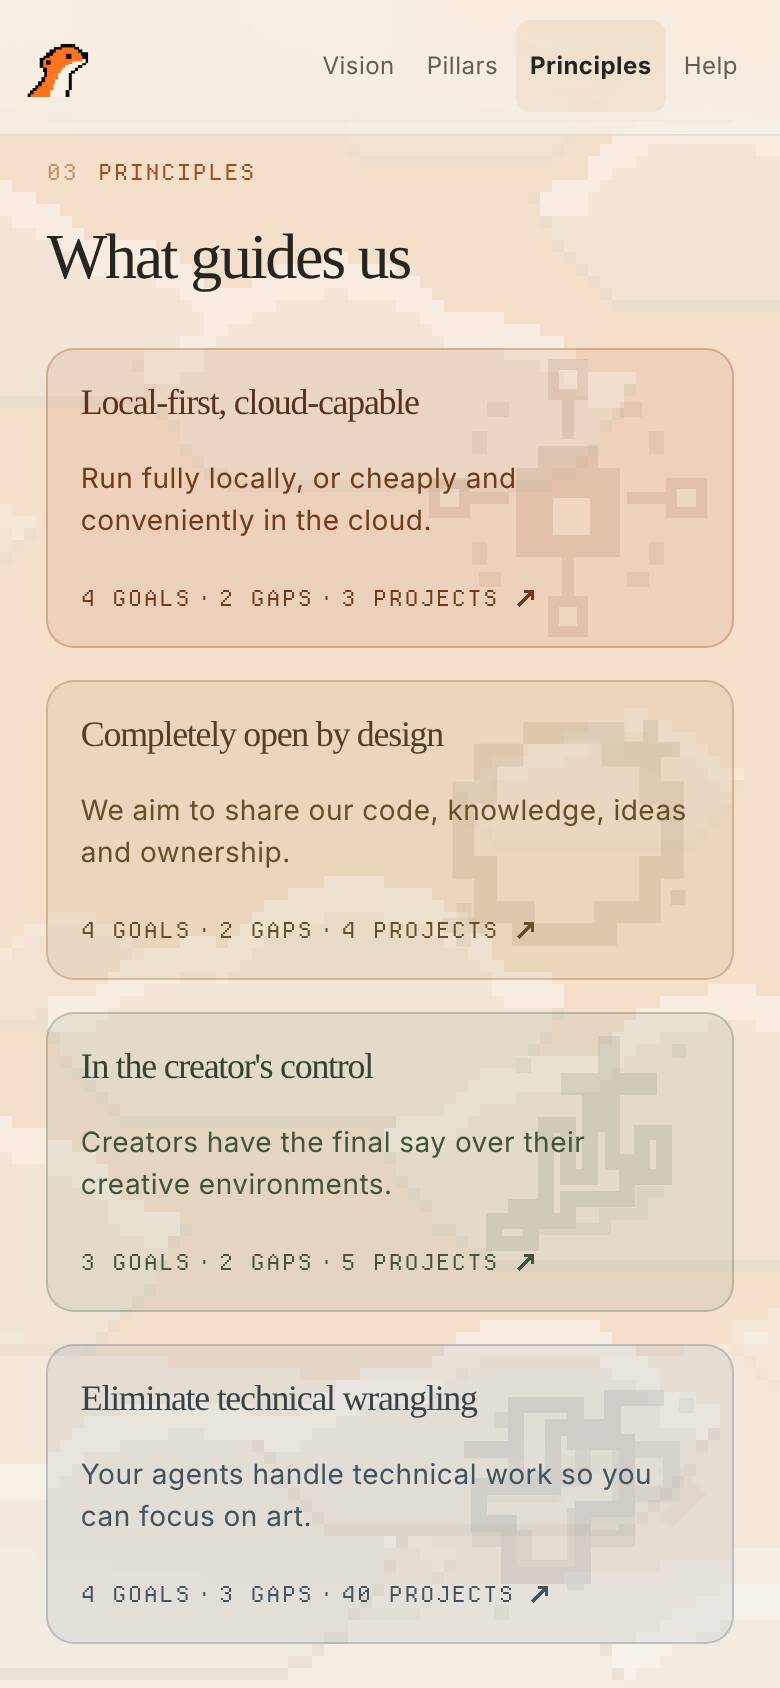 Vision Pillars Principles Help
03 PRINCIPLES
What guides us
Local-first, cloud-capable
Run fully locally, or cheaply and
conveniently in the cloud.
4 GOALS · 2 GAPS · 3 PROJECTS ↗
Completely open by design
We aim to share our code, knowledge, ideas
and ownership.
4 GOALS · 2 GAPS · 4 PROJECTS ↗
In the creator's control
Creators have the final say over their
creative environments.
3 GOALS · 2 GAPS · 5 PROJECTS ↗
Eliminate technical wrangling
Your agents handle technical work so you
can focus on art.
4 GOALS · 3 GAPS · 40 PROJECTS ↗